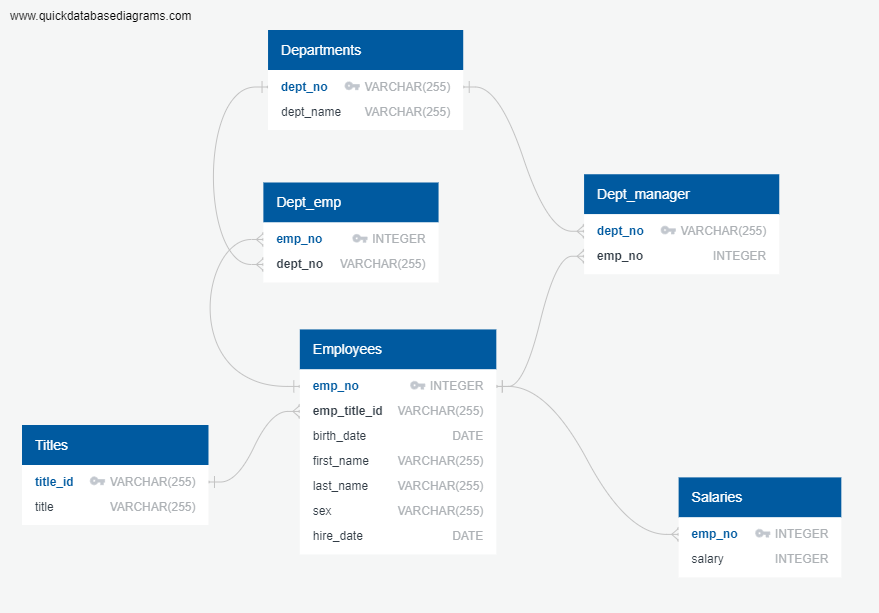 www.quickdatabasediagrams.com
Departments
dept_no VARCHAR(255)
dept_name VARCHAR(255)
Dept_emp
emp_no INTEGER
dept_no VARCHAR(255)
Dept_manager
dept_no VARCHAR(255)
emp_no INTEGER
Employees
emp_no INTEGER
emp_title_id VARCHAR(255)
birth_date DATE
first_name VARCHAR(255)
last_name VARCHAR(255)
sex VARCHAR(255)
hire_date DATE
Titles
title_id VARCHAR(255)
title VARCHAR(255)
Salaries
emp_no INTEGER
salary INTEGER